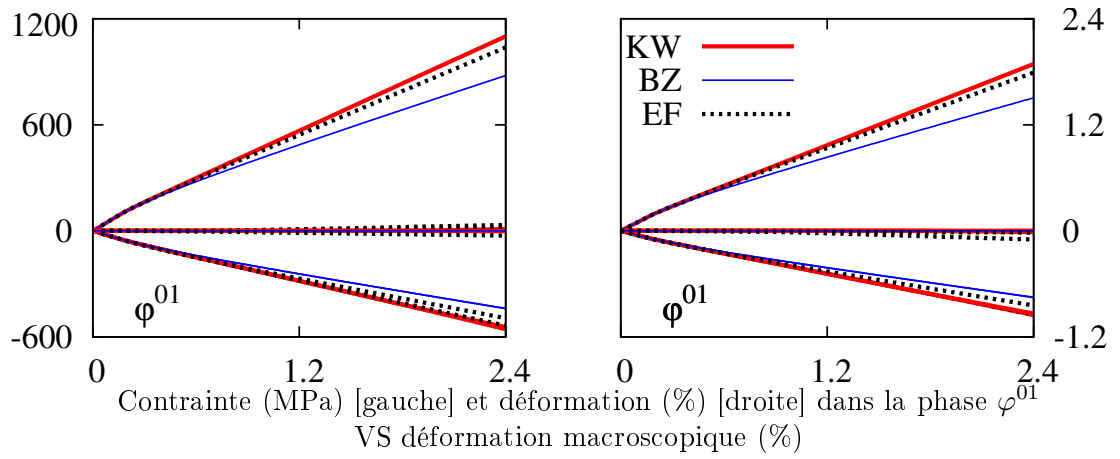 1200
600
0
-600
0
1.2
2.4
φ01
KW
BZ
EF
2.4
1.2
0
-1.2
0
1.2
2.4
φ01
Contrainte (MPa) [gauche] et déformation (%) [droite] dans la phase φ01
VS déformation macroscopique (%)